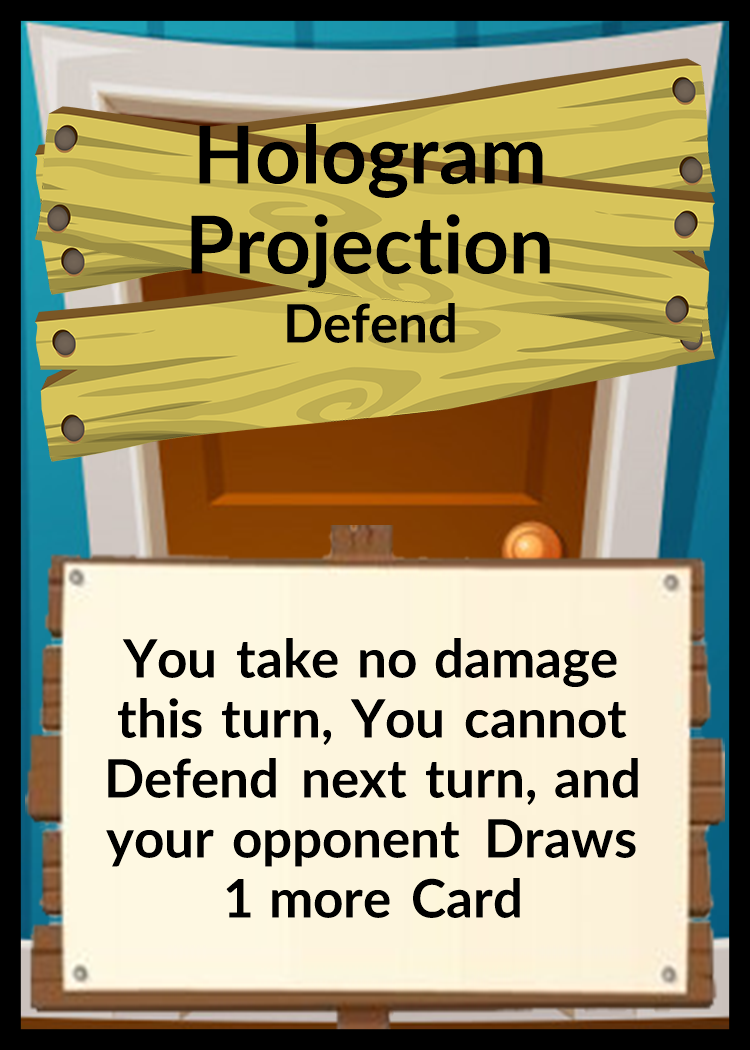 Hologram
Projection
Defend
You take no damage
this turn, You cannot
Defend next turn, and
your opponent Draws
1 more Card